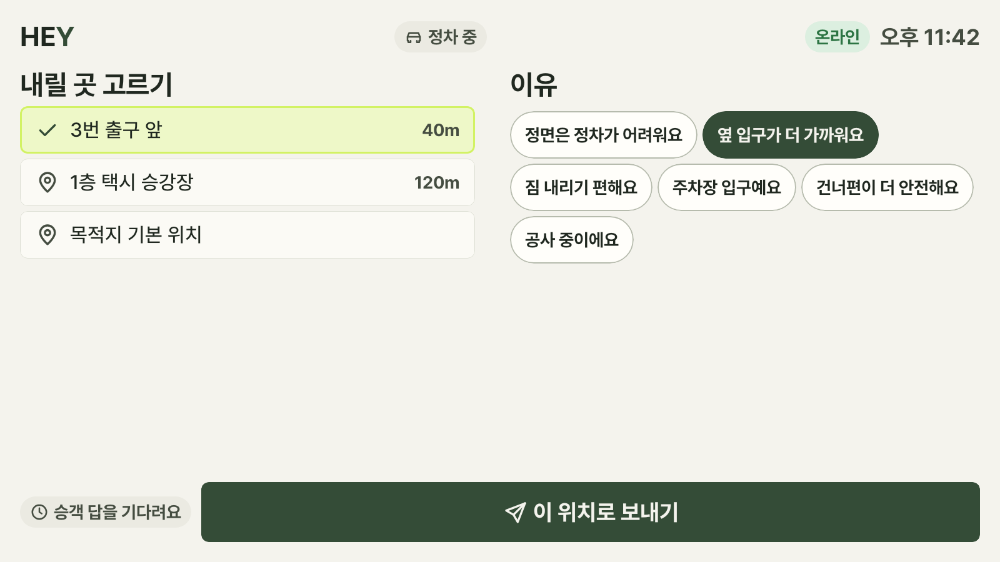 HEY
정차 중
온라인
오후 11:42
내릴 곳 고르기
3번 출구 앞
40m
1층 택시 승강장
120m
목적지 기본 위치
이유
정면은 정차가 어려워요
옆 입구가 더 가까워요
짐 내리기 편해요
주차장 입구예요
건너편이 더 안전해요
공사 중이에요
승객 답을 기다려요
이 위치로 보내기